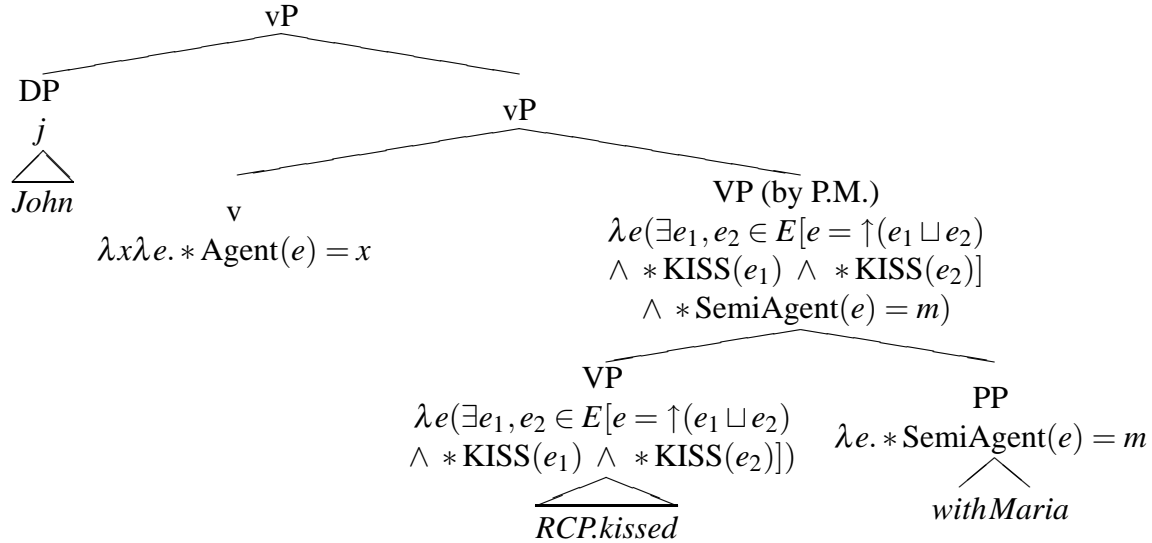 vP
DP
j
John
vP
v
λxλe.∗Agent(e) = x
VP (by P.M.)
λe(∃e₁,e₂ ∈ E[e = ↑(e₁ ⊔ e₂)
∧ ∗KISS(e₁) ∧ ∗KISS(e₂)]
∧ ∗SemiAgent(e) = m)
VP
λe(∃e₁,e₂ ∈ E[e = ↑(e₁ ⊔ e₂)
∧ ∗KISS(e₁) ∧ ∗KISS(e₂)])
RCP.kissed
PP
λe.∗SemiAgent(e) = m
withMaria